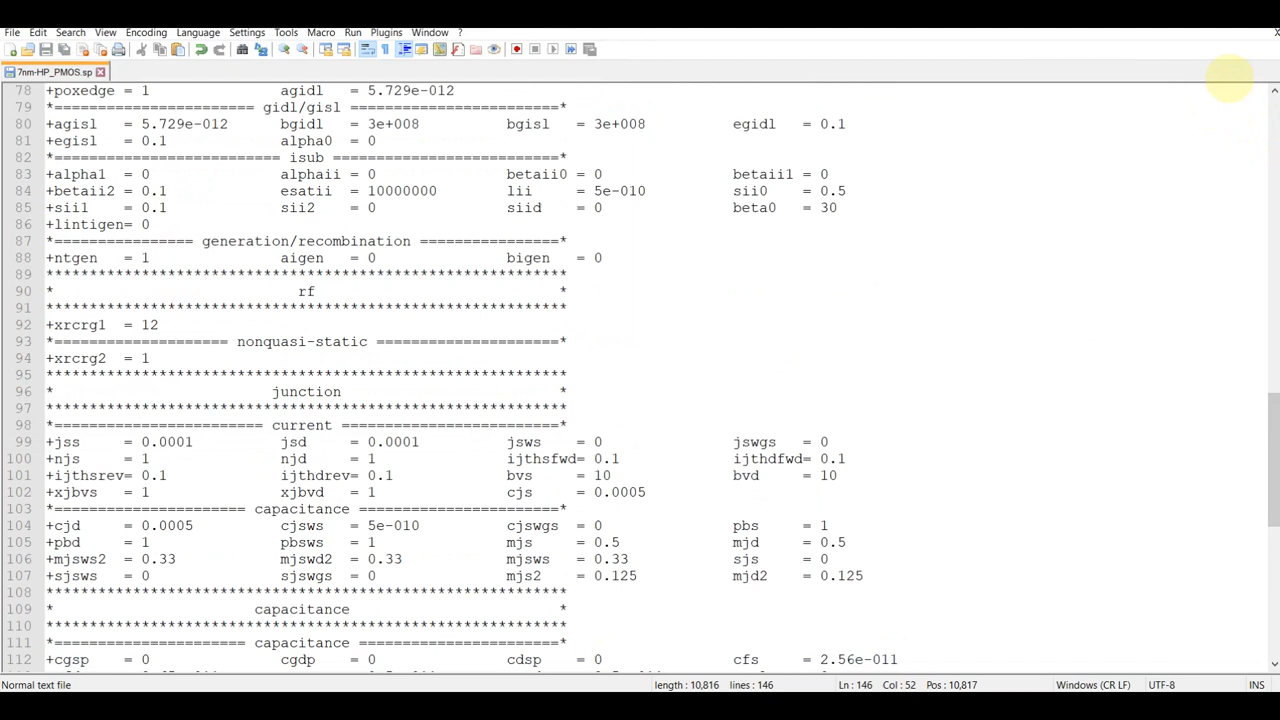 File Edit Search View Encoding Language Settings Tools Macro Run Plugins Window ?
7nm-HP_PMOS.sp
78 +poxedge = 1 agidl = 5.729e-012
79 *======================= gidl/gisl ========================*
80 +agisl = 5.729e-012 bgidl = 3e+008 bgisl = 3e+008 egidl = 0.1
81 +egisl = 0.1 alpha0 = 0
82 *========================== isub ==========================*
83 +alpha1 = 0 alphaii = 0 betaii0 = 0 betaii1 = 0
84 +betaii2 = 0.1 esatii = 10000000 lii = 5e-010 sii0 = 0.5
85 +sii1 = 0.1 sii2 = 0 siid = 0 beta0 = 30
86 +lintigen= 0
87 *================ generation/recombination ================*
88 +ntgen = 1 aigen = 0 bigen = 0
89 ************************************************************
90 * rf *
91 ************************************************************
92 +xrcrg1 = 12
93 *==================== nonquasi-static =====================*
94 +xrcrg2 = 1
95 ************************************************************
96 * junction *
97 ************************************************************
98 *======================== current =========================*
99 +jss = 0.0001 jsd = 0.0001 jsws = 0 jswgs = 0
100 +njs = 1 njd = 1 ijthsfwd= 0.1 ijthdfwd= 0.1
101 +ijthsrev= 0.1 ijthdrev= 0.1 bvs = 10 bvd = 10
102 +xjbvs = 1 xjbvd = 1 cjs = 0.0005
103 *====================== capacitance =======================*
104 +cjd = 0.0005 cjsws = 5e-010 cjswgs = 0 pbs = 1
105 +pbd = 1 pbsws = 1 mjs = 0.5 mjd = 0.5
106 +mjsws2 = 0.33 mjswd2 = 0.33 mjsws = 0.33 sjs = 0
107 +sjsws = 0 sjswgs = 0 mjs2 = 0.125 mjd2 = 0.125
108 ************************************************************
109 * capacitance *
110 ************************************************************
111 *====================== capacitance =======================*
112 +cgsp = 0 cgdp = 0 cdsp = 0 cfs = 2.56e-011
Normal text file length : 10,816 lines : 146 Ln : 146 Col : 52 Pos : 10,817 Windows (CR LF) UTF-8 INS